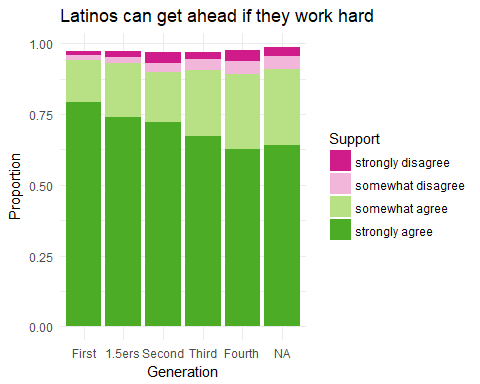 Latinos can get ahead if they work hard
1.00
0.75
0.50
0.25
0.00
Proportion
First 1.5ers Second Third Fourth NA
Generation
Support
strongly disagree
somewhat disagree
somewhat agree
strongly agree